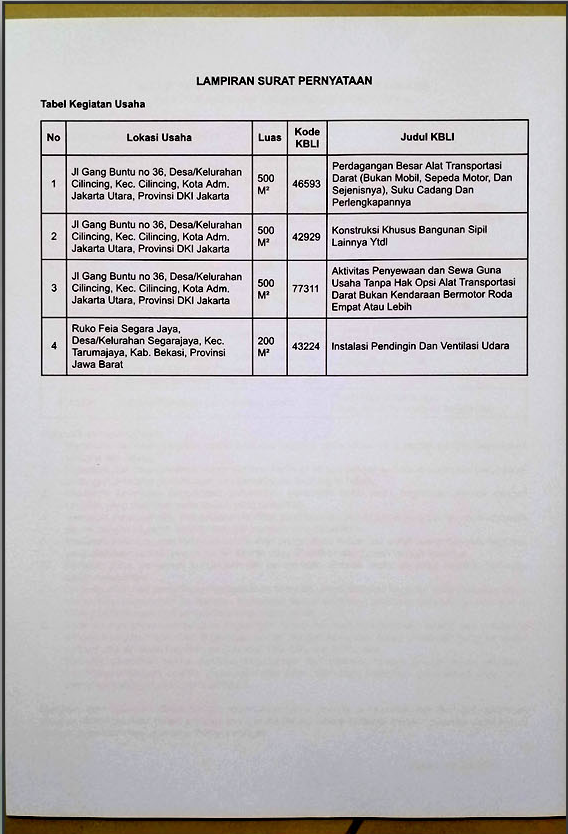 LAMPIRAN SURAT PERNYATAAN
Tabel Kegiatan Usaha
No
Lokasi Usaha
Luas
Kode
KBLI
Judul KBLI
1
Jl Gang Buntu no 36, Desa/Kelurahan
Cilincing, Kec. Cilincing, Kota Adm.
Jakarta Utara, Provinsi DKI Jakarta
500
M²
46593
Perdagangan Besar Alat Transportasi
Darat (Bukan Mobil, Sepeda Motor, Dan
Sejenisnya), Suku Cadang Dan
Perlengkapannya
2
Jl Gang Buntu no 36, Desa/Kelurahan
Cilincing, Kec. Cilincing, Kota Adm.
Jakarta Utara, Provinsi DKI Jakarta
500
M²
42929
Konstruksi Khusus Bangunan Sipil
Lainnya Ytdl
3
Jl Gang Buntu no 36, Desa/Kelurahan
Cilincing, Kec. Cilincing, Kota Adm.
Jakarta Utara, Provinsi DKI Jakarta
500
M²
77311
Aktivitas Penyewaan dan Sewa Guna
Usaha Tanpa Hak Opsi Alat Transportasi
Darat Bukan Kendaraan Bermotor Roda
Empat Atau Lebih
4
Ruko Feia Segara Jaya,
Desa/Kelurahan Segarajaya, Kec.
Tarumajaya, Kab. Bekasi, Provinsi
Jawa Barat
200
M²
43224
Instalasi Pendingin Dan Ventilasi Udara